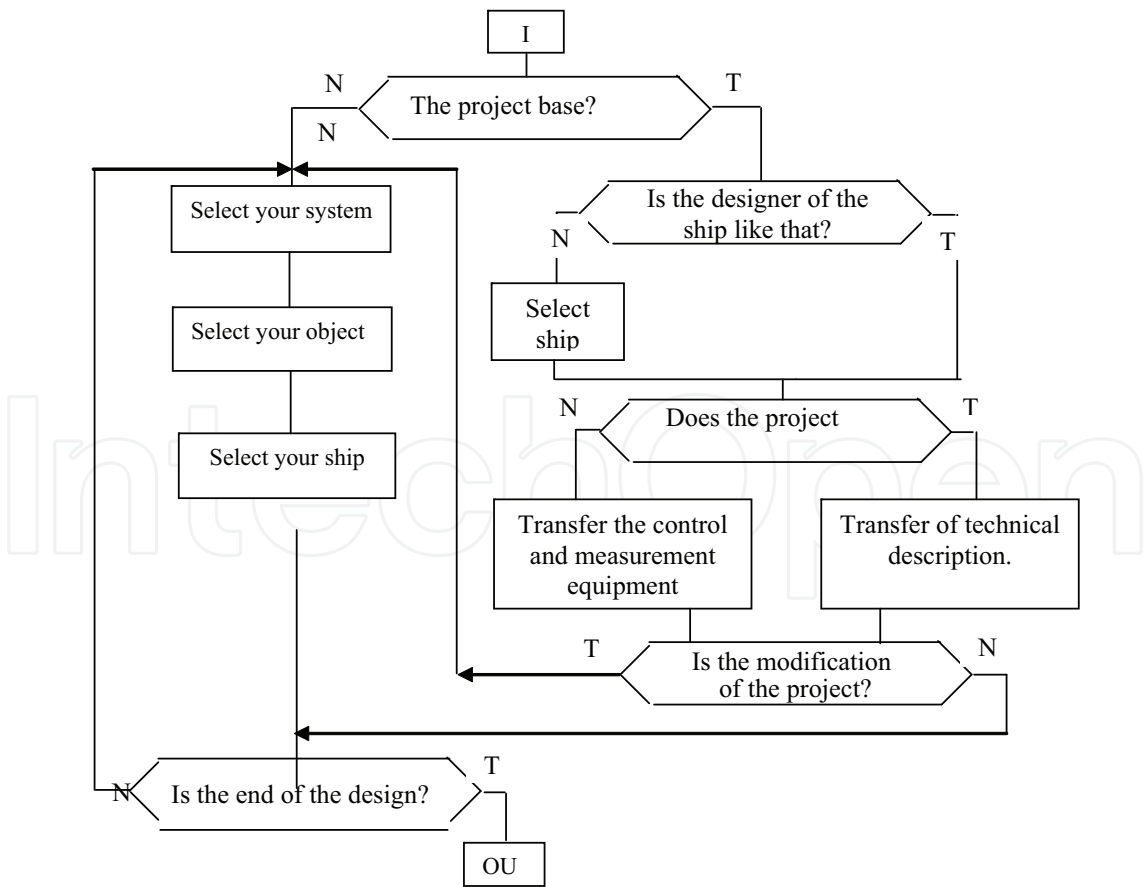 I
N
T
The project base?
N
Select your system
Is the designer of the
ship like that?
N
T
Select your object
Select
ship
N
T
Does the project
Select your ship
Transfer the control
and measurement
equipment
Transfer of technical
description.
T
N
Is the modification
of the project?
T
N
Is the end of the design?
OU
IntechOpen